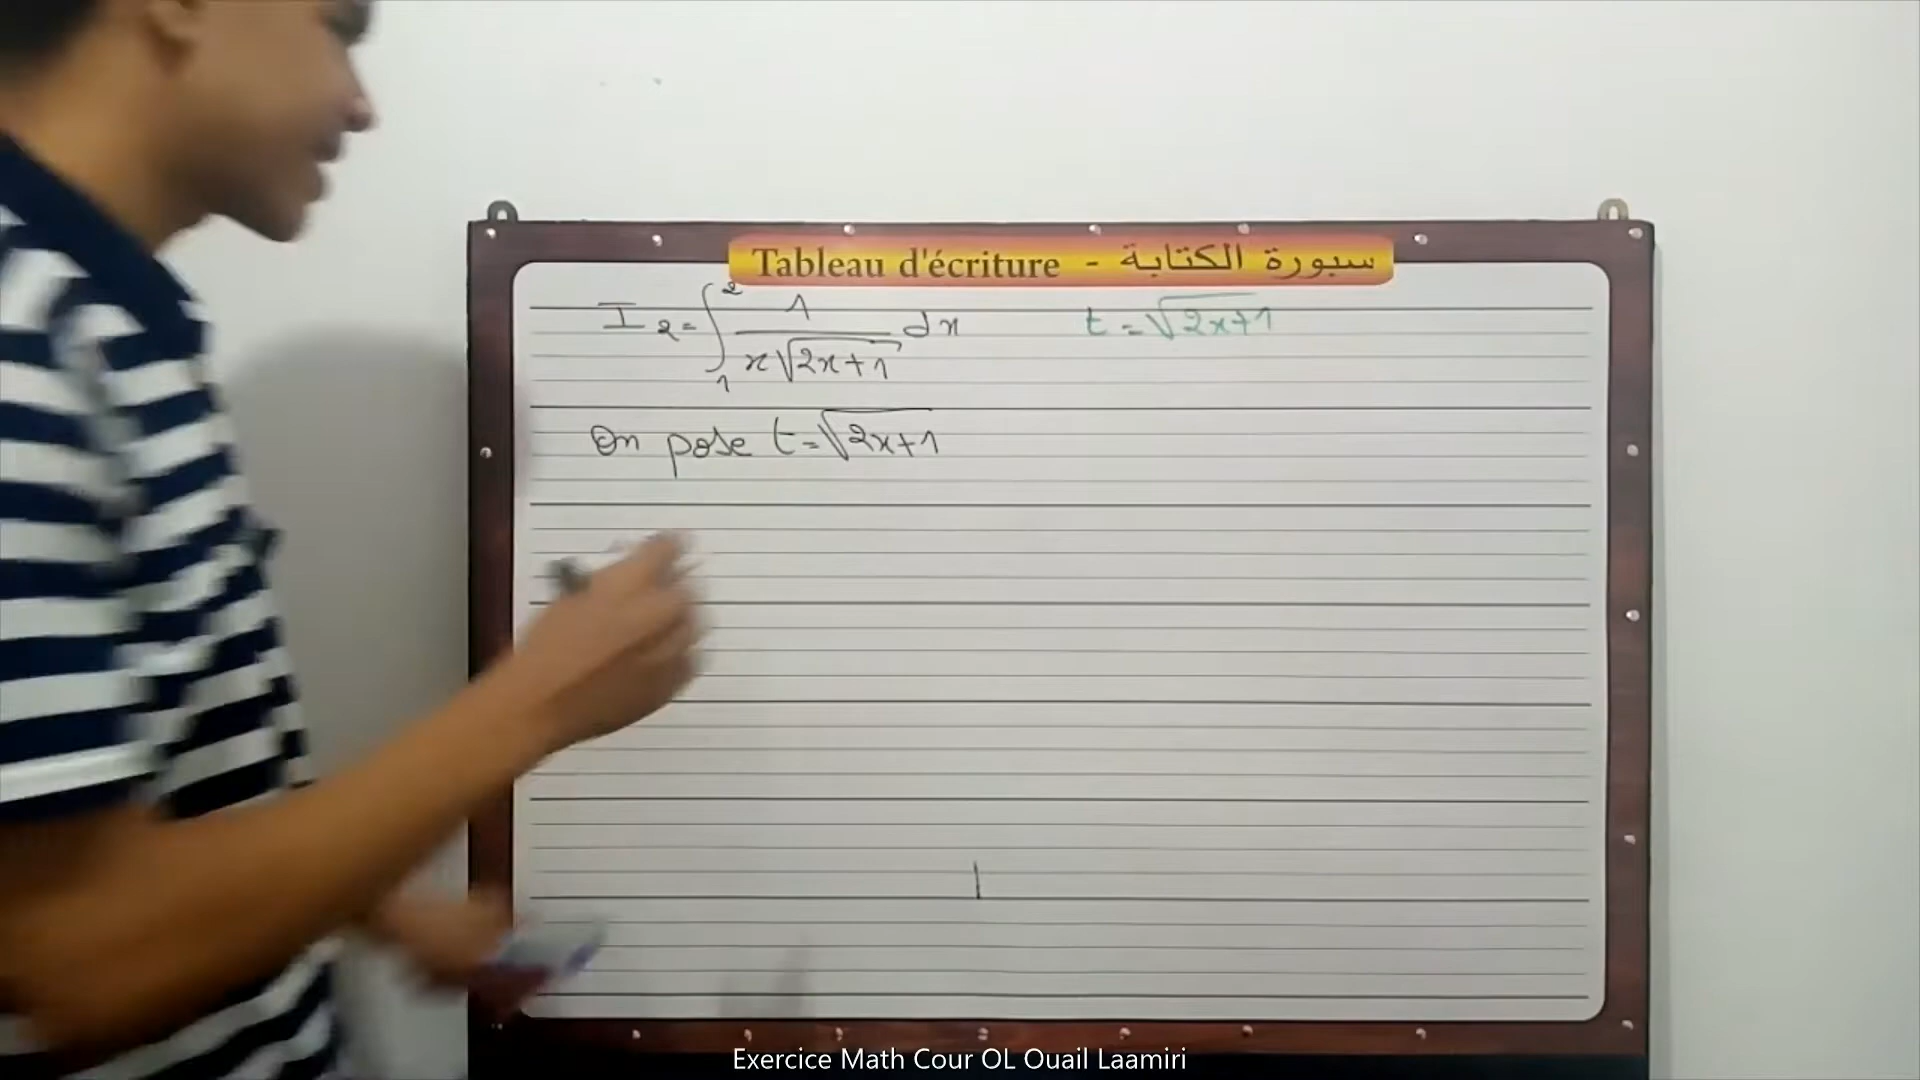 Tableau d'écriture - سبورة الكتابة
I₂ = ∫₁² 1/(x√(2x+1)) dx
t = √(2x+1)
On pose t = √(2x+1)
Exercice Math Cour OL Ouail Laamiri